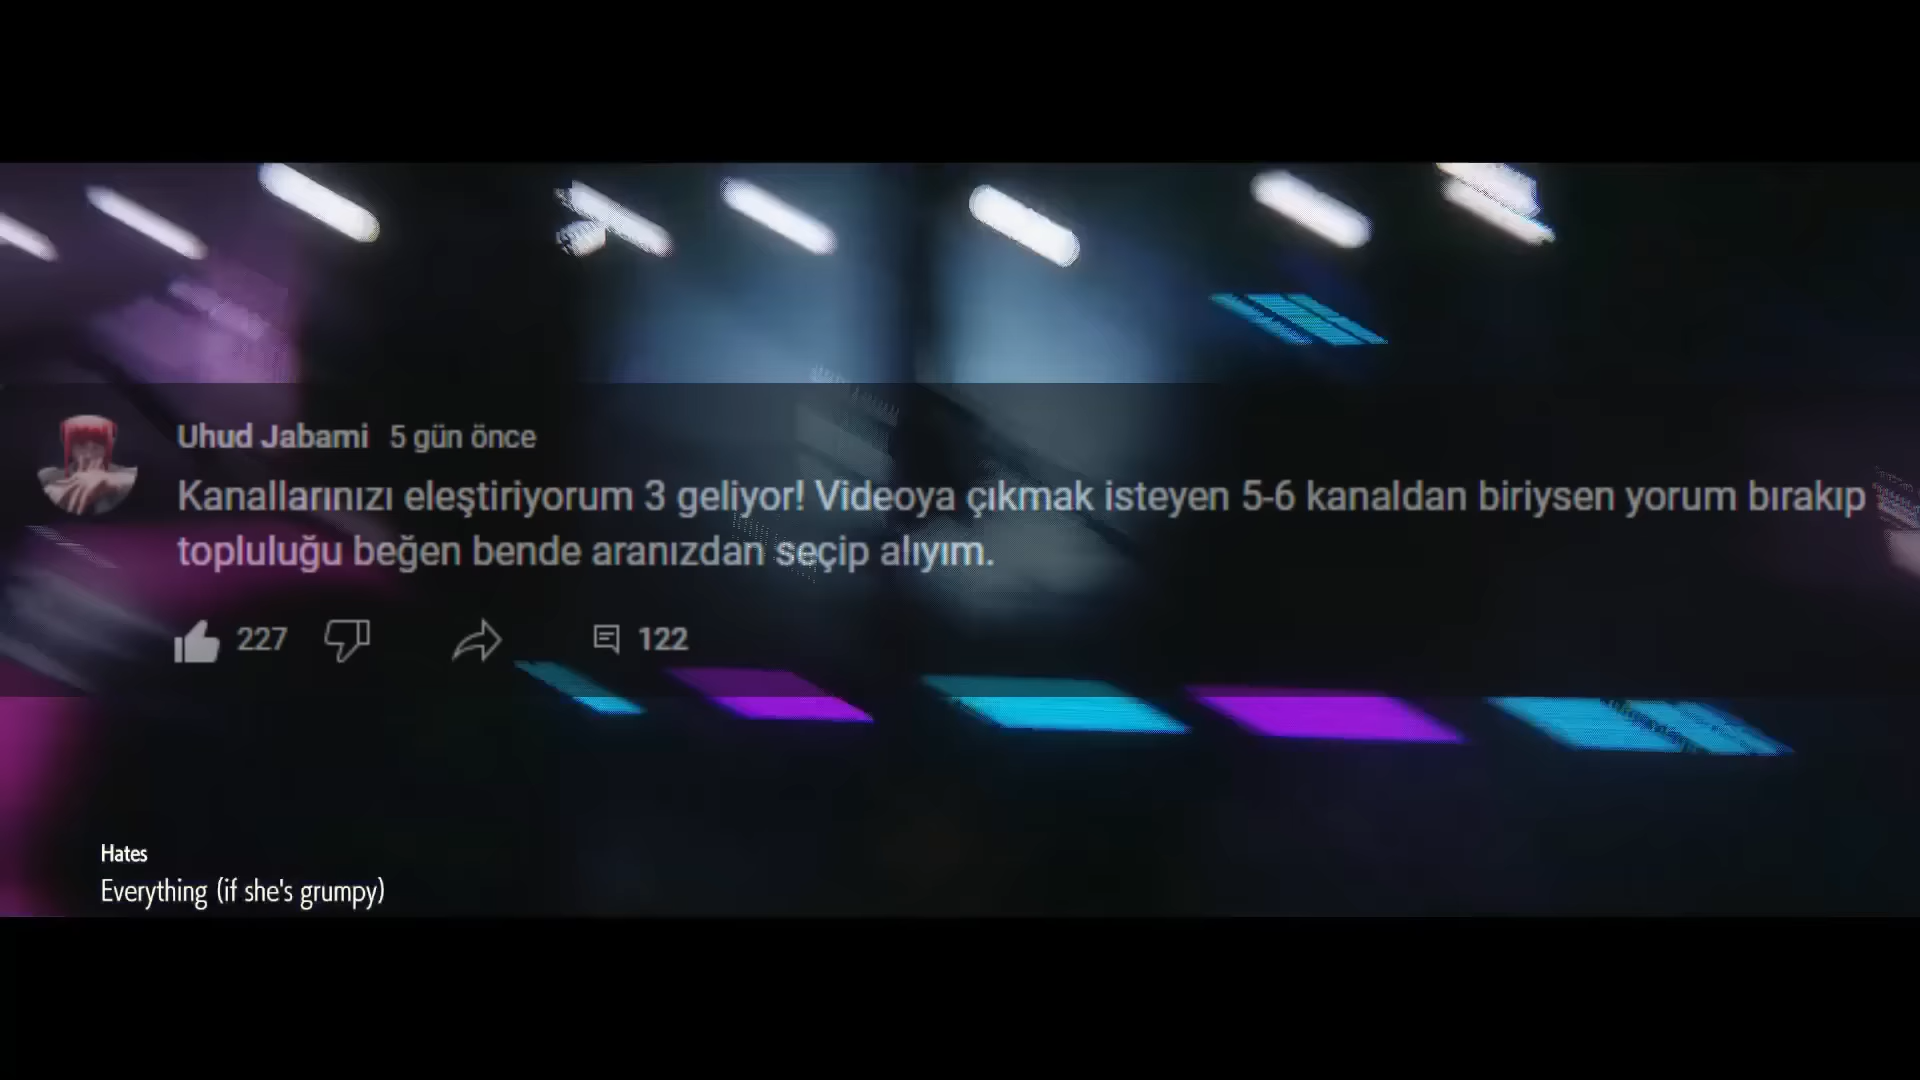 Uhud Jabami 5 gün önce
Kanallarınızı eleştiriyorum 3 geliyor! Videoya çıkmak isteyen 5-6 kanaldan biriysen yorum bırakıp
topluluğu beğen bende aranızdan seçip alıyım.
227 122
Hates
Everything (if she's grumpy)